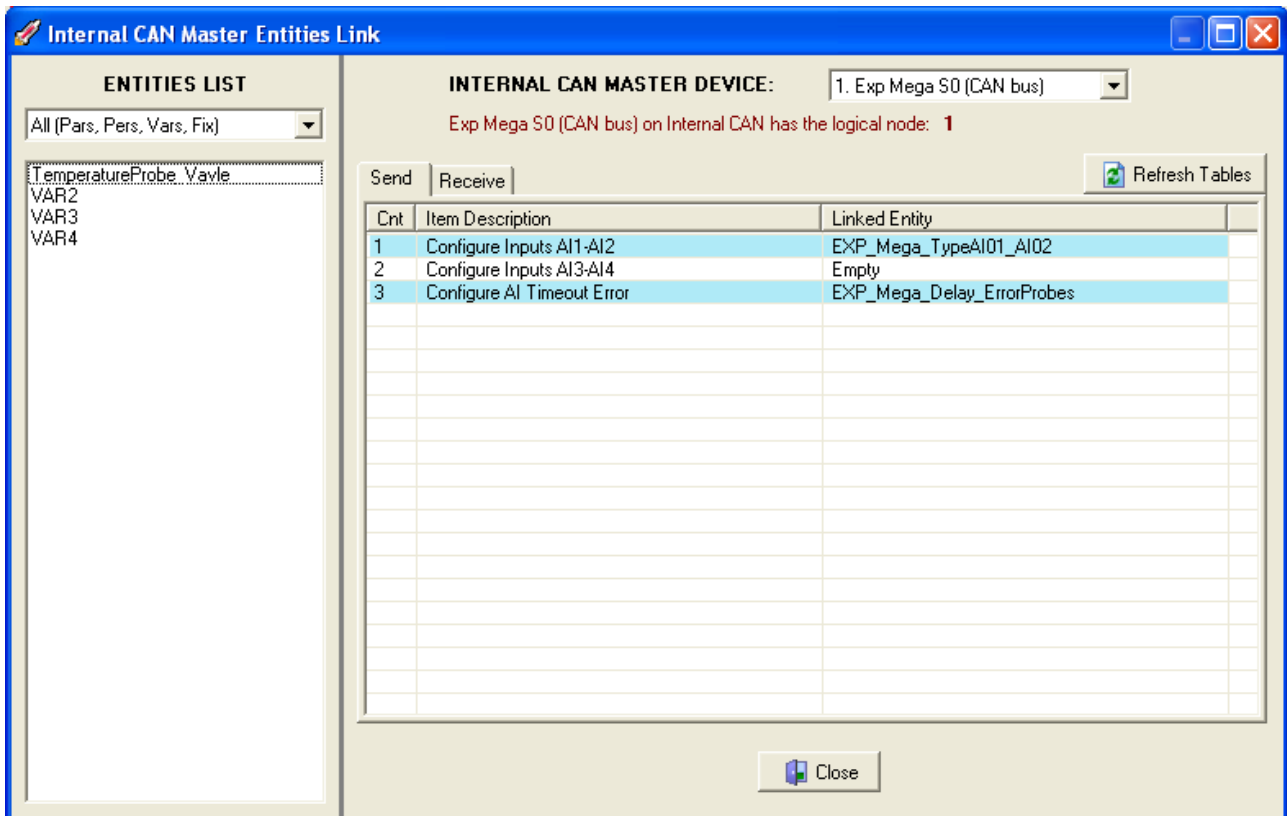 Internal CAN Master Entities Link
ENTITIES LIST
All (Pars, Pers, Vars, Fix)
TemperatureProbe_Vavle
VAR2
VAR3
VAR4
INTERNAL CAN MASTER DEVICE:
1. Exp Mega S0 (CAN bus)
Exp Mega S0 (CAN bus) on Internal CAN has the logical node: 1
Send
Receive
Refresh Tables
Cnt Item Description Linked Entity
1 Configure Inputs AI1-AI2 EXP_Mega_TypeAI01_AI02
2 Configure Inputs AI3-AI4 Empty
3 Configure AI Timeout Error EXP_Mega_Delay_ErrorProbes
Close